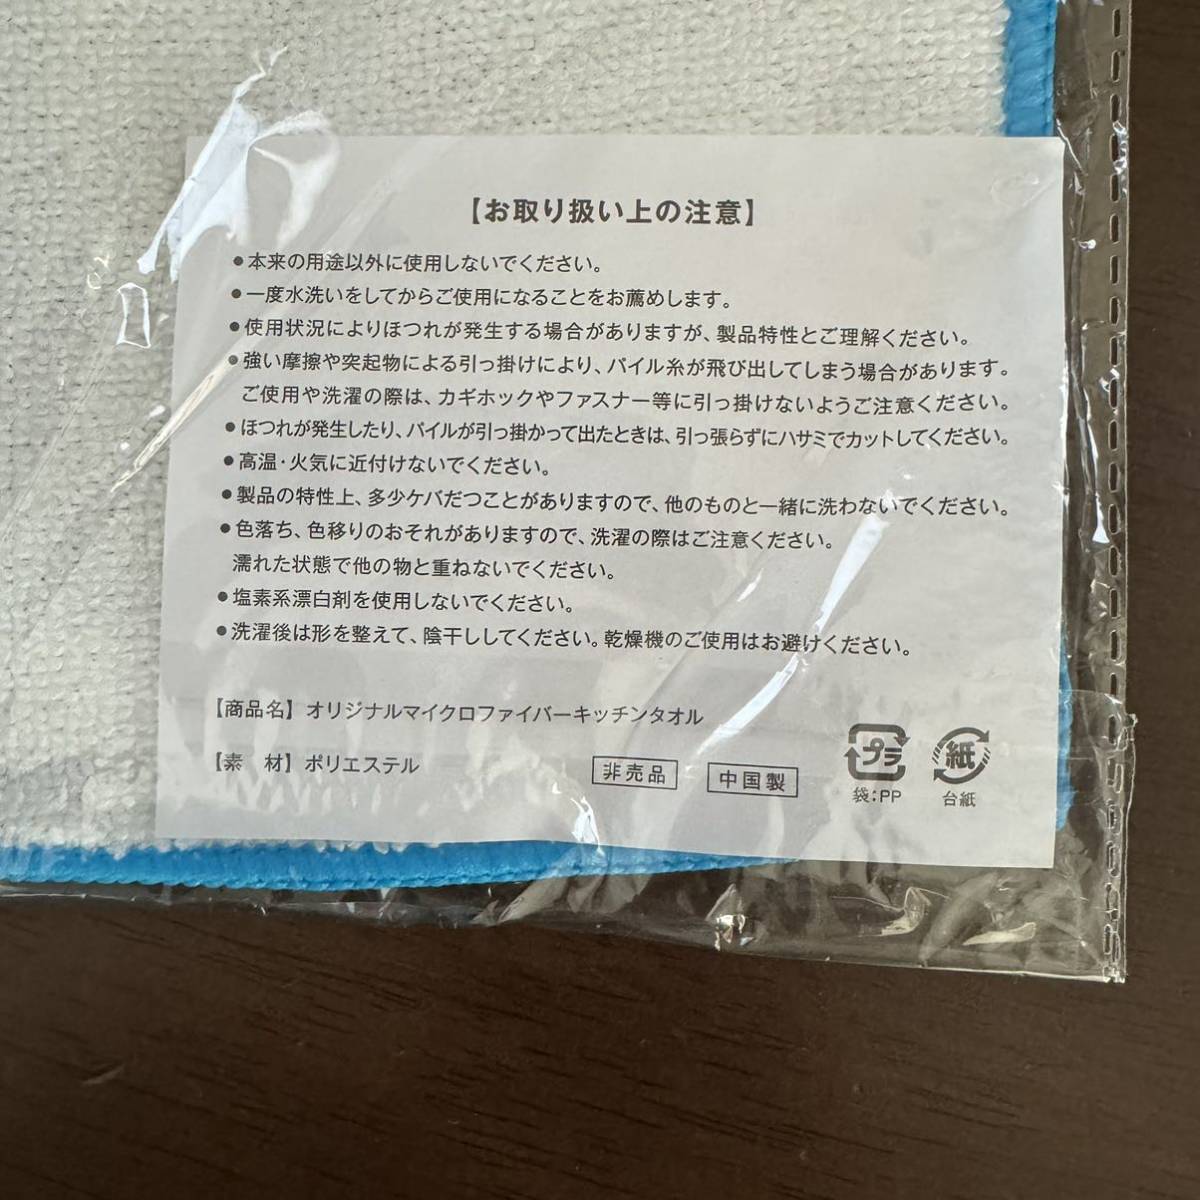 【お取り扱い上の注意】
●本来の用途以外に使用しないでください。
●一度水洗いをしてからご使用になることをお薦めします。
●使用状況によりほつれが発生する場合がありますが、製品特性とご理解ください。
●強い摩擦や突起物による引っ掛けにより、パイル糸が飛び出してしまう場合があります。
ご使用や洗濯の際は、カギホックやファスナー等に引っ掛けないようご注意ください。
●ほつれが発生したり、パイルが引っ掛かって出たときは、引っ張らずにハサミでカットしてください。
●高温・火気に近付けないでください。
●製品の特性上、多少ケバだつことがありますので、他のものと一緒に洗わないでください。
●色落ち、色移りのおそれがありますので、洗濯の際はご注意ください。
濡れた状態で他の物と重ねないでください。
●塩素系漂白剤を使用しないでください。
●洗濯後は形を整えて、陰干ししてください。乾燥機のご使用はお避けください。
【商品名】オリジナルマイクロファイバーキッチンタオル
【素　材】ポリエステル
非売品
中国製
プラ
袋:PP
紙
台紙